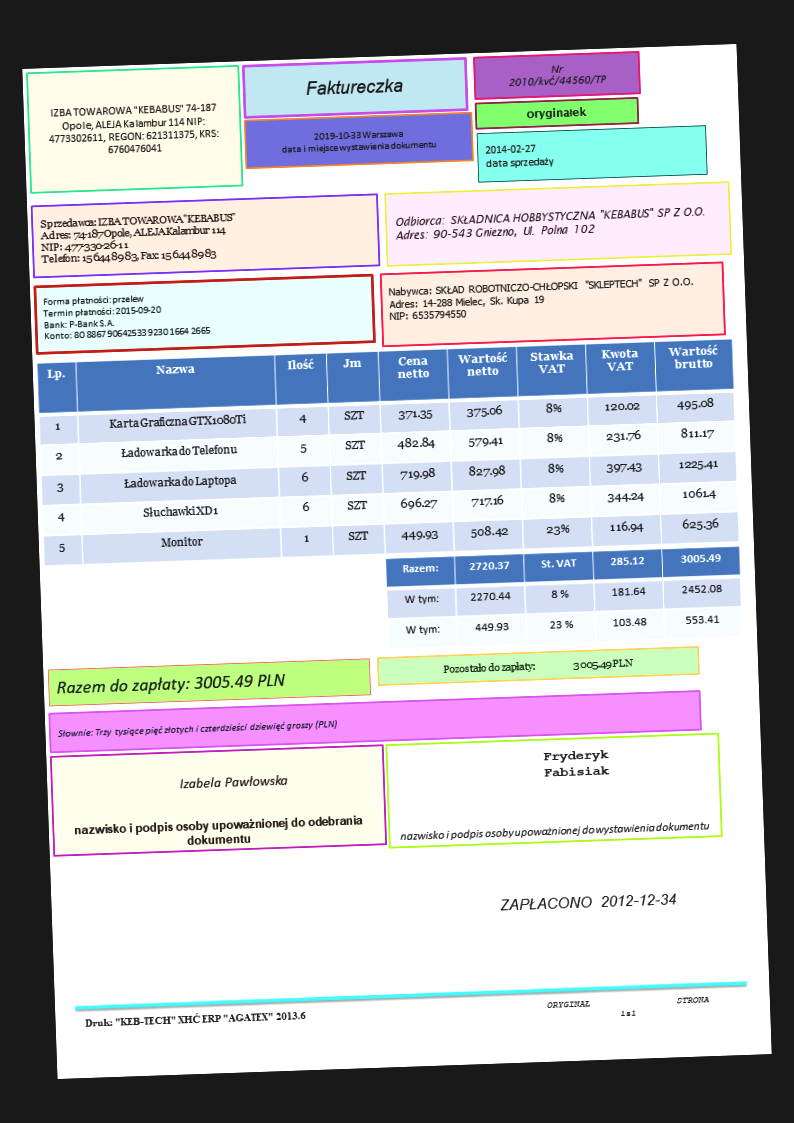 IZBA TOWAROWA "KEBABUS" 74-187
Opole, ALEJA Kalambur 114 NIP:
4773302611, REGON: 621311375, KRS:
6760476041
Faktureczka
2019-10-33 Warszawa
data i miejsce wystawienia dokumentu
Nr
2010/kvć/44560/TP
oryginałek
2014-02-27
data sprzedaży
Sprzedawca: IZBA TOWAROWA "KEBABUS"
Adres: 74-187 Opole, ALEJA Kalambur 114
NIP: 477-330-26-11
Telefon: 156448983, Fax: 156448983
Odbiorca: SKŁADNICA HOBBYSTYCZNA "KEBABUS" SP Z O.O.
Adres: 90-543 Gniezno, Ul. Polna 102
Forma płatności: przelew
Termin płatności: 2015-09-20
Bank: P-Bank S.A.
Konto: 80 8867 9064 2533 9230 1664 2665
Nabywca: SKŁAD ROBOTNICZO-CHŁOPSKI "SKLEPTECH" SP Z O.O.
Adres: 14-288 Mielec, Sk. Kupa 19
NIP: 6535794550
Lp. Nazwa Ilość Jm Cena netto Wartość netto Stawka VAT Kwota VAT Wartość brutto
1 Karta Graficzna GTX1080Ti 4 SZT 371.35 375.06 8% 120.02 495.08
2 Ładowarka do Telefonu 5 SZT 482.84 579.41 8% 231.76 811.17
3 Ładowarka do Laptopa 6 SZT 719.98 827.98 8% 397.43 1225.41
4 Słuchawki XD1 6 SZT 696.27 717.16 8% 344.24 1061.4
5 Monitor 1 SZT 449.93 508.42 23% 116.94 625.36
Razem: 2720.37 St. VAT 285.12 3005.49
W tym: 2270.44 8 % 181.64 2452.08
W tym: 449.93 23 % 103.48 553.41
Razem do zapłaty: 3005.49 PLN
Pozostało do zapłaty: 3005.49 PLN
Słownie: Trzy tysiące pięć złotych i czterdzieści dziewięć groszy (PLN)
Izabela Pawłowska
nazwisko i podpis osoby upoważnionej do odebrania
dokumentu
Fryderyk
Fabisiak
nazwisko i podpis osoby upoważnionej do wystawienia dokumentu
ZAPŁACONO 2012-12-34
Druk: "KEB-TECH" XHĆ ERP "AGATEX" 2013.6
ORYGINAŁ
STRONA
1z1